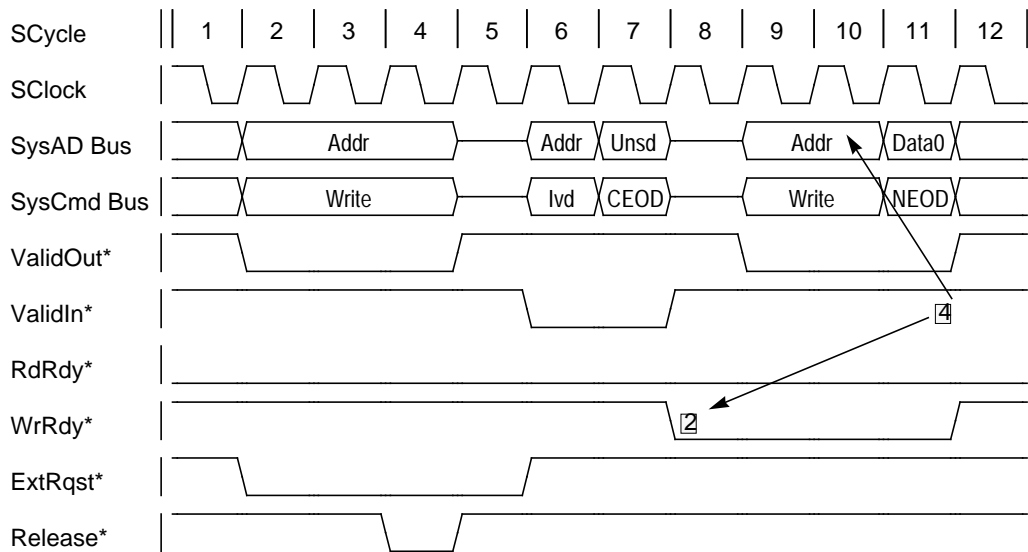 SCycle 1 2 3 4 5 6 7 8 9 10 11 12
SClock
SysAD Bus Addr Addr Unsd Addr Data0
SysCmd Bus Write Ivd CEOD Write NEOD
ValidOut*
ValidIn* 4
RdRdy*
WrRdy* 2
ExtRqst*
Release*